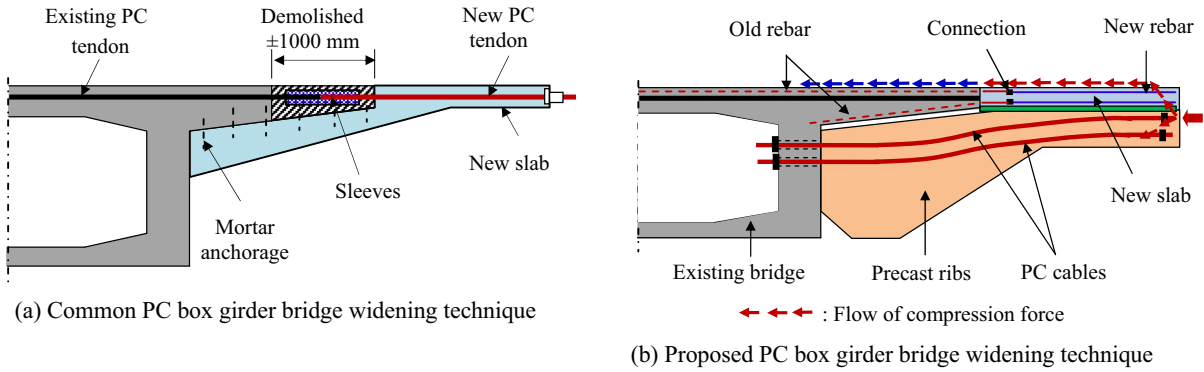 Existing PC
tendon
Demolished
±1000 mm
New PC
tendon
New slab
Sleeves
Mortar
anchorage
(a) Common PC box girder bridge widening technique
Old rebar
Connection
New rebar
New slab
Existing bridge
Precast ribs
PC cables
: Flow of compression force
(b) Proposed PC box girder bridge widening technique